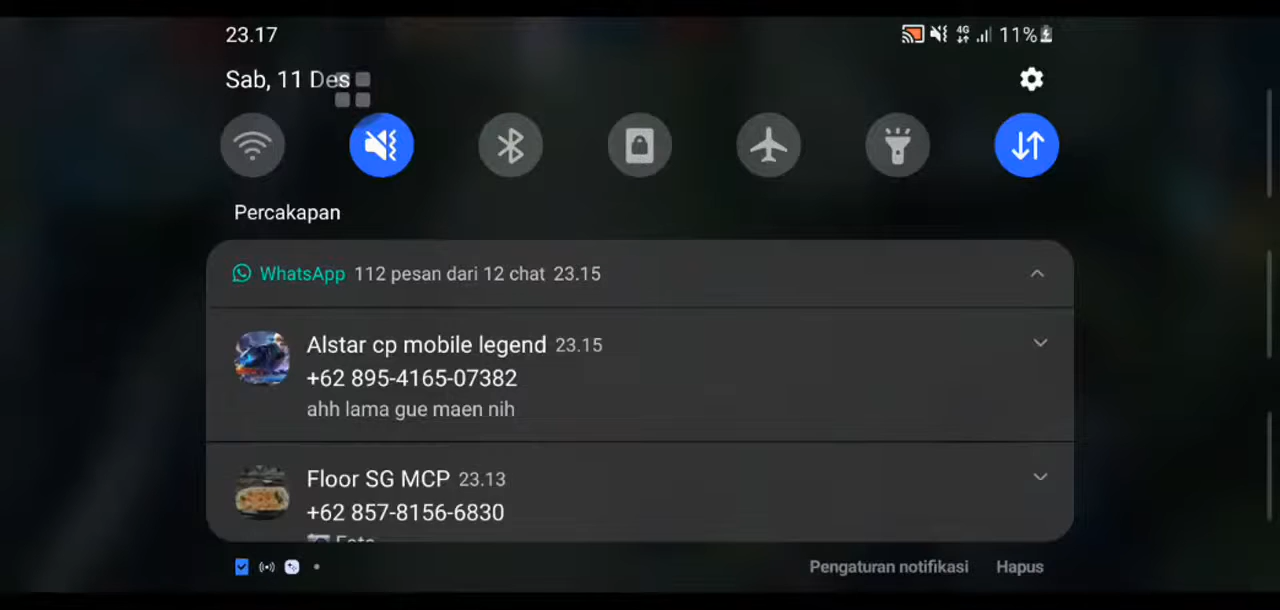 23.17
4G 11%
Sab, 11 Des
Percakapan
WhatsApp 112 pesan dari 12 chat 23.15
Alstar cp mobile legend 23.15
+62 895-4165-07382
ahh lama gue maen nih
Floor SG MCP 23.13
+62 857-8156-6830
Foto
Pengaturan notifikasi Hapus